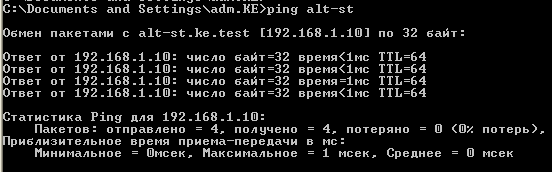 C:\Documents and Settings\adm.KE>ping alt-st
Обмен пакетами с alt-st.ke.test [192.168.1.10] по 32 байт:
Ответ от 192.168.1.10: число байт=32 время<1мс TTL=64
Ответ от 192.168.1.10: число байт=32 время<1мс TTL=64
Ответ от 192.168.1.10: число байт=32 время=1мс TTL=64
Ответ от 192.168.1.10: число байт=32 время<1мс TTL=64
Статистика Ping для 192.168.1.10:
Пакетов: отправлено = 4, получено = 4, потеряно = 0 (0% потерь),
Приблизительное время приема-передачи в мс:
Минимальное = 0мсек, Максимальное = 1 мсек, Среднее = 0 мсек